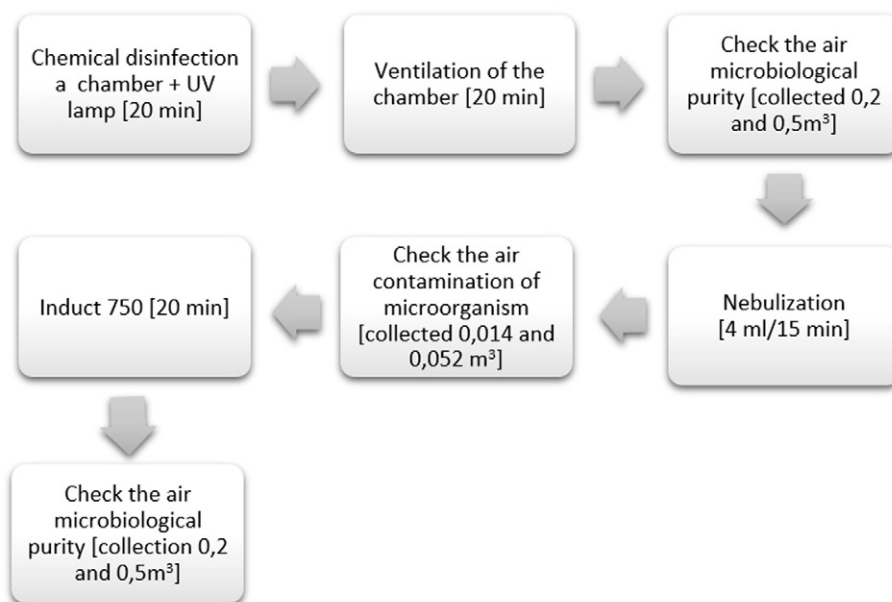 Chemical disinfection
a chamber + UV
lamp [20 min]
Ventilation of the
chamber [20 min]
Check the air
microbiological
purity [collected 0,2
and 0,5m³]
Nebulization
[4 ml/15 min]
Check the air
contamination of
microorganism
[collected 0,014 and
0,052 m³]
Induct 750 [20 min]
Check the air
microbiological
purity [collection 0,2
and 0,5m³]